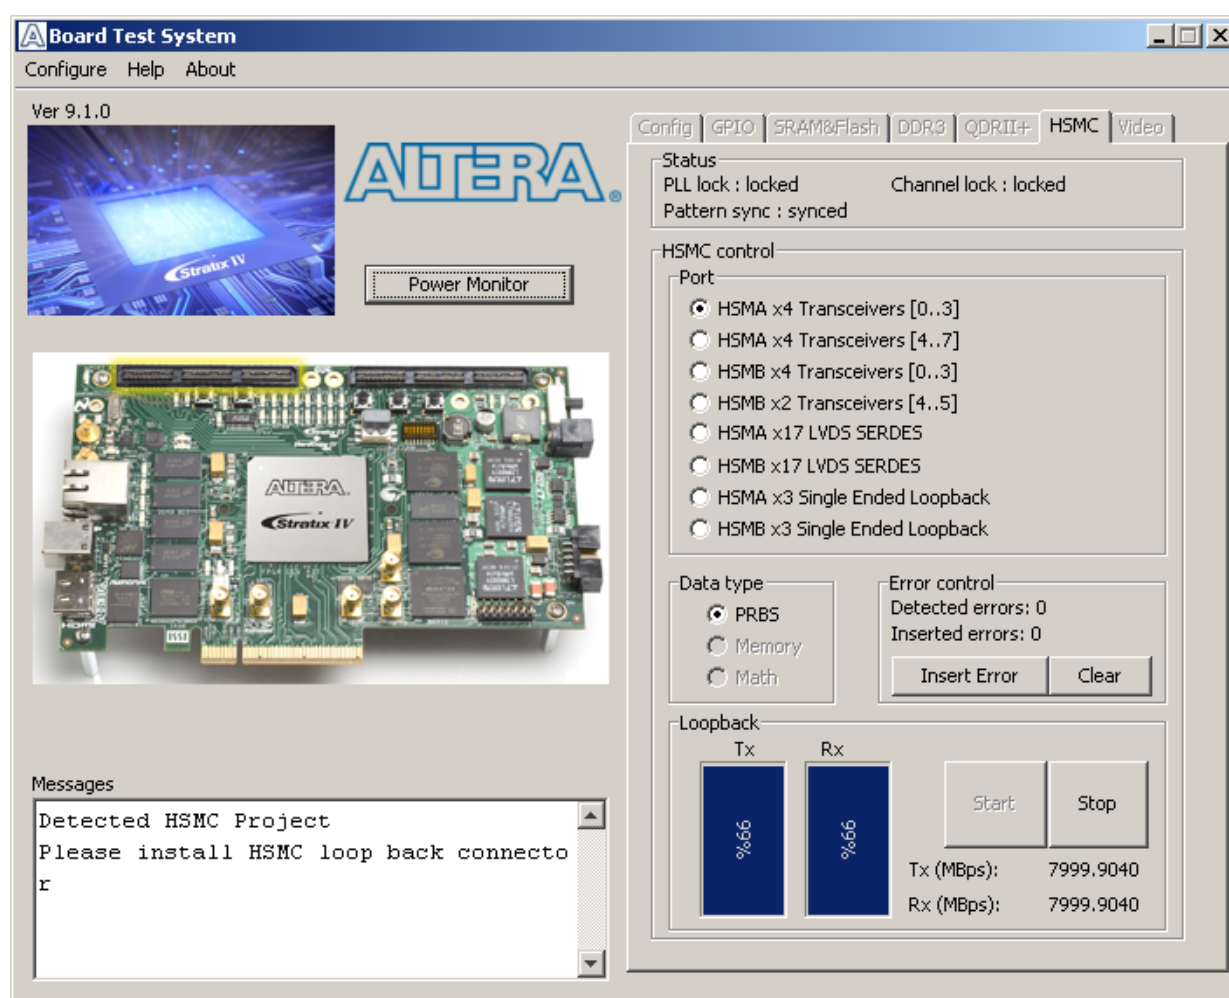 Board Test System
Configure Help About
Ver 9.1.0
Stratix IV
ALTERA®
Power Monitor
ALTERA
Stratix IV
Messages
Detected HSMC Project
Please install HSMC loop back connecto
r
Config GPIO SRAM&Flash DDR3 QDRII+ HSMC Video
Status
PLL lock : locked Channel lock : locked
Pattern sync : synced
HSMC control
Port
HSMA x4 Transceivers [0..3]
HSMA x4 Transceivers [4..7]
HSMB x4 Transceivers [0..3]
HSMB x2 Transceivers [4..5]
HSMA x17 LVDS SERDES
HSMB x17 LVDS SERDES
HSMA x3 Single Ended Loopback
HSMB x3 Single Ended Loopback
Data type
PRBS
Memory
Math
Error control
Detected errors: 0
Inserted errors: 0
Insert Error Clear
Loopback
Tx Rx
99% 99%
Start Stop
Tx (MBps): 7999.9040
Rx (MBps): 7999.9040